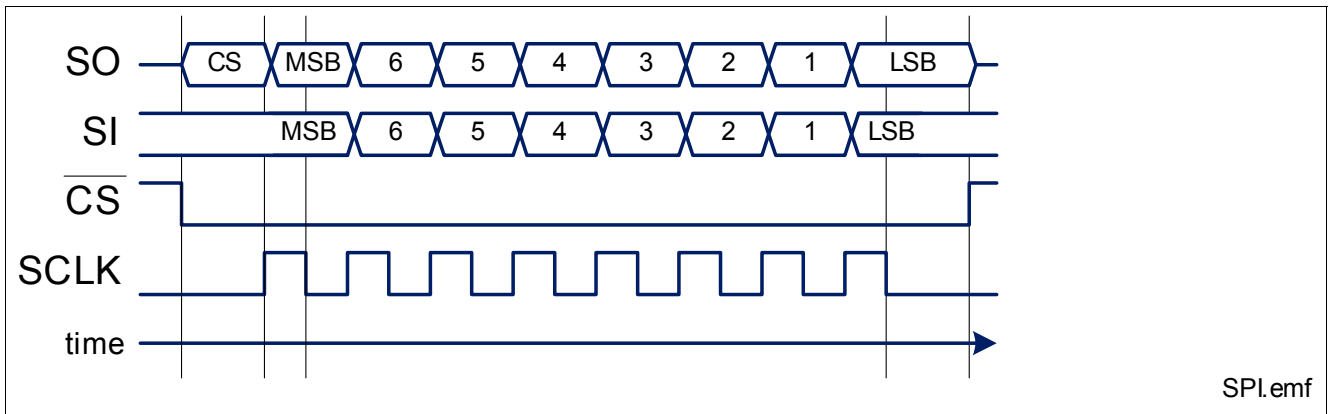 SO CS MSB 6 5 4 3 2 1 LSB
SI MSB 6 5 4 3 2 1 LSB
CS
SCLK
time
SPI.emf